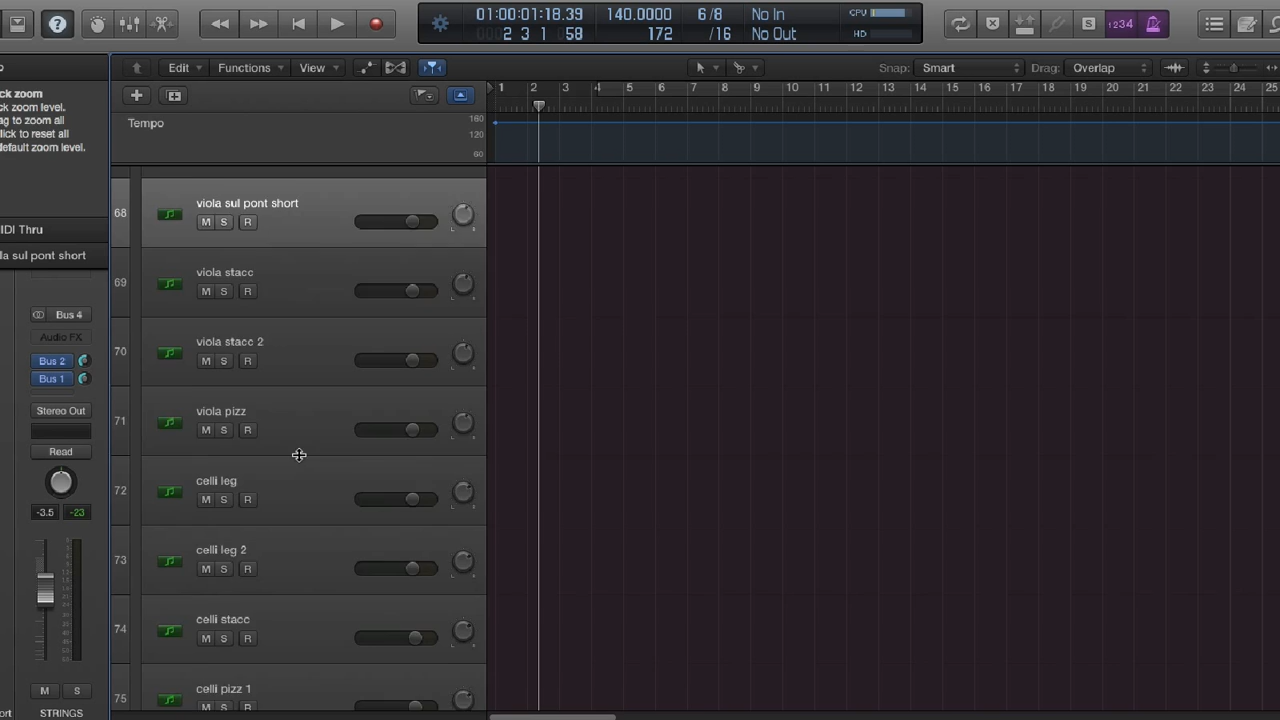 01:00:01:18.39 140.0000 6/8 No In CPU
2 3 1 58 172 /16 No Out HD
S 1234
Edit Functions View Snap: Smart Drag: Overlap
1 2 3 4 5 6 7 8 9 10 11 12 13 14 15 16 17 18 19 20 21 22 23 24 25
Tempo
160
120
60
ck zoom
ck zoom level.
ag to zoom all
lick to reset all
default zoom level.
IDI Thru
la sul pont short
Bus 4
Audio FX
Bus 2
Bus 1
Stereo Out
Read
-3.5 -23
M S
ort STRINGS
68 viola sul pont short
M S R
69 viola stacc
M S R
70 viola stacc 2
M S R
71 viola pizz
M S R
72 celli leg
M S R
73 celli leg 2
M S R
74 celli stacc
M S R
75 celli pizz 1
M S R